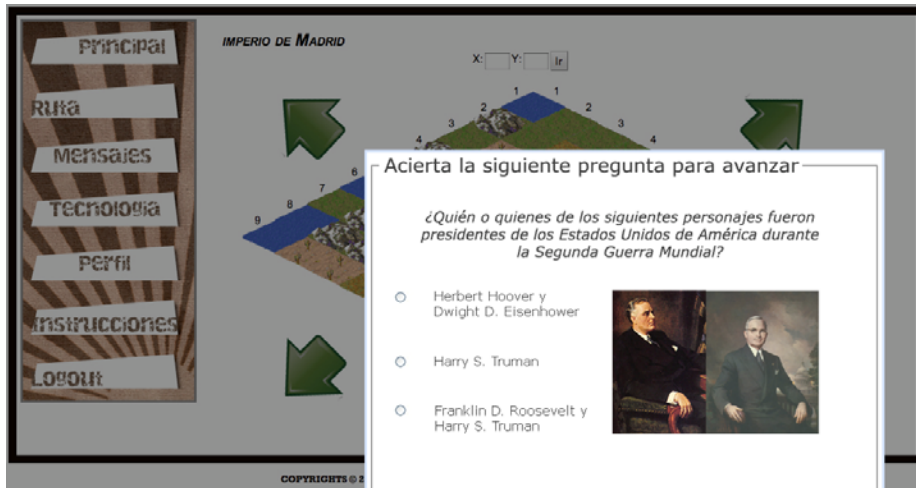 Principal
Ruta
Mensajes
Tecnología
Perfil
Instrucciones
Logout
IMPERIO DE MADRID
X: Y: Ir
1 1
2 2
3 3
4 4
6
7
8
9
Acierta la siguiente pregunta para avanzar
¿Quién o quienes de los siguientes personajes fueron
presidentes de los Estados Unidos de América durante
la Segunda Guerra Mundial?
Herbert Hoover y
Dwight D. Eisenhower
Harry S. Truman
Franklin D. Roosevelt y
Harry S. Truman
COPYRIGHTS © 2